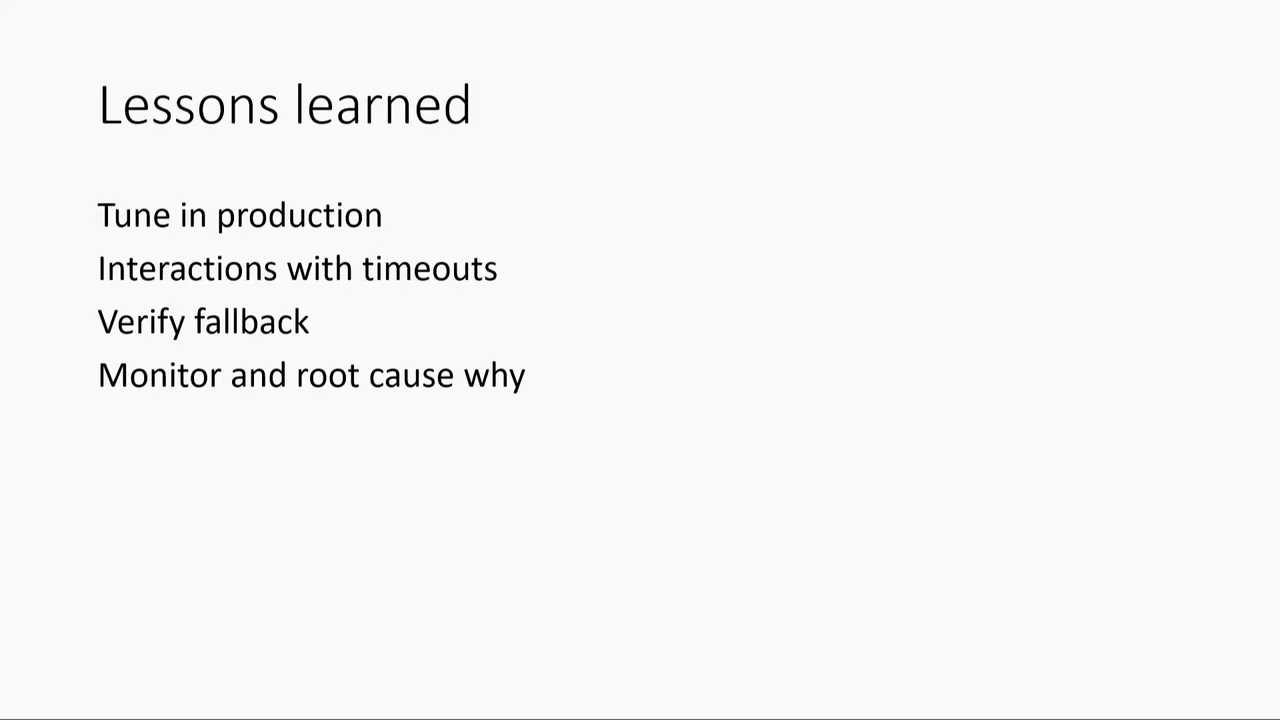 Lessons learned
Tune in production
Interactions with timeouts
Verify fallback
Monitor and root cause why